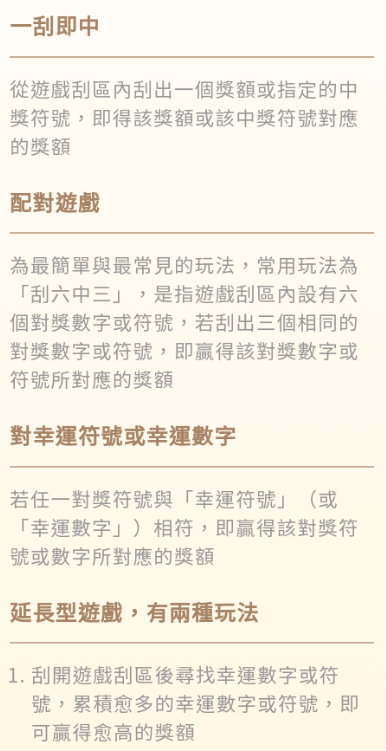 一刮即中
從遊戲刮區內刮出一個獎額或指定的中
獎符號，即得該獎額或該中獎符號對應
的獎額
配對遊戲
為最簡單與最常見的玩法，常用玩法為
「刮六中三」，是指遊戲刮區內設有六
個對獎數字或符號，若刮出三個相同的
對獎數字或符號，即贏得該對獎數字或
符號所對應的獎額
對幸運符號或幸運數字
若任一對獎符號與「幸運符號」（或
「幸運數字」）相符，即贏得該對獎符
號或數字所對應的獎額
延長型遊戲，有兩種玩法
1. 刮開遊戲刮區後尋找幸運數字或符
號，累積愈多的幸運數字或符號，即
可贏得愈高的獎額